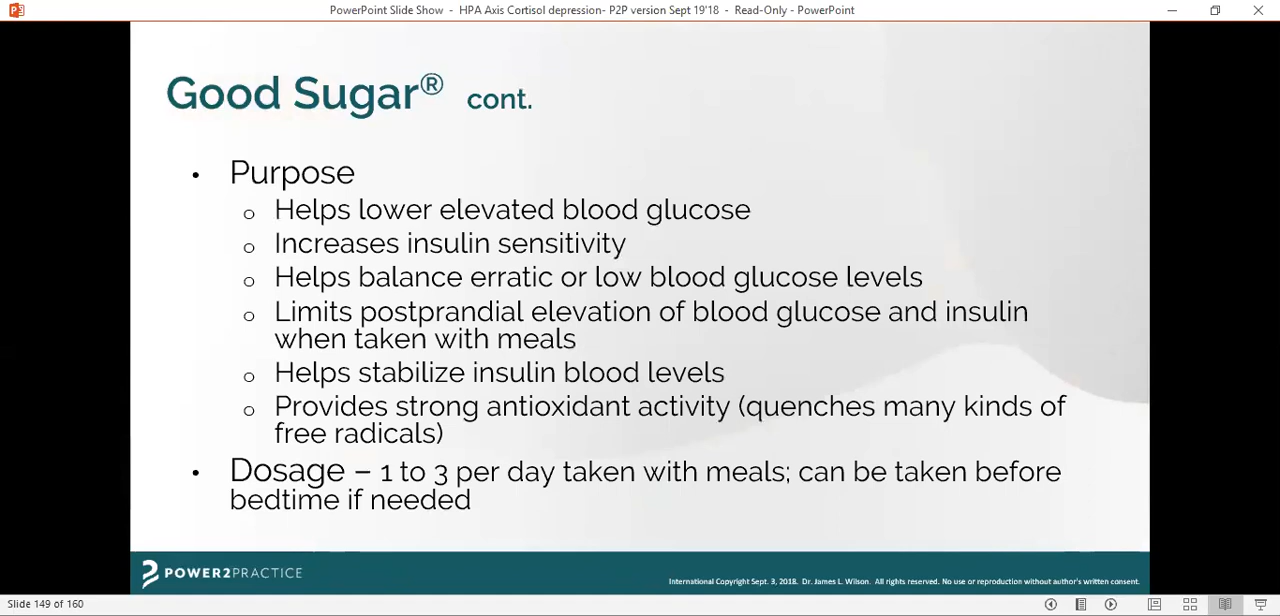 PowerPoint Slide Show - HPA Axis Cortisol depression- P2P version Sept 19'18 - Read-Only - PowerPoint
Good Sugar® cont.
• Purpose
o Helps lower elevated blood glucose
o Increases insulin sensitivity
o Helps balance erratic or low blood glucose levels
o Limits postprandial elevation of blood glucose and insulin
when taken with meals
o Helps stabilize insulin blood levels
o Provides strong antioxidant activity (quenches many kinds of
free radicals)
• Dosage – 1 to 3 per day taken with meals; can be taken before
bedtime if needed
POWER2PRACTICE
International Copyright Sept. 3, 2018. Dr. James L. Wilson. All rights reserved. No use or reproduction without author's written consent.
Slide 149 of 160